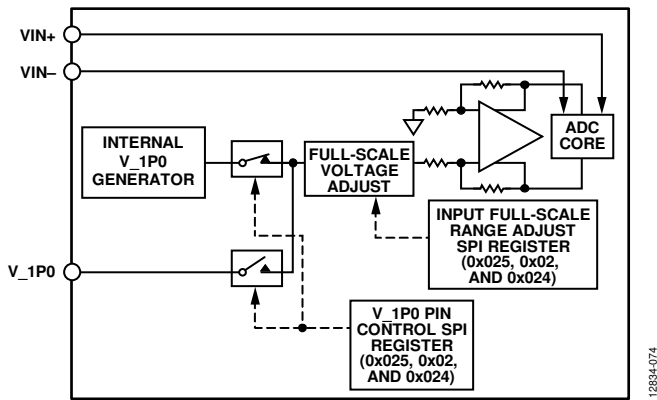 VIN+
VIN–
INTERNAL
V_1P0
GENERATOR
FULL-SCALE
VOLTAGE
ADJUST
ADC
CORE
INPUT FULL-SCALE
RANGE ADJUST
SPI REGISTER
(0x025, 0x02,
AND 0x024)
V_1P0
V_1P0 PIN
CONTROL SPI
REGISTER
(0x025, 0x02,
AND 0x024)
12834-074